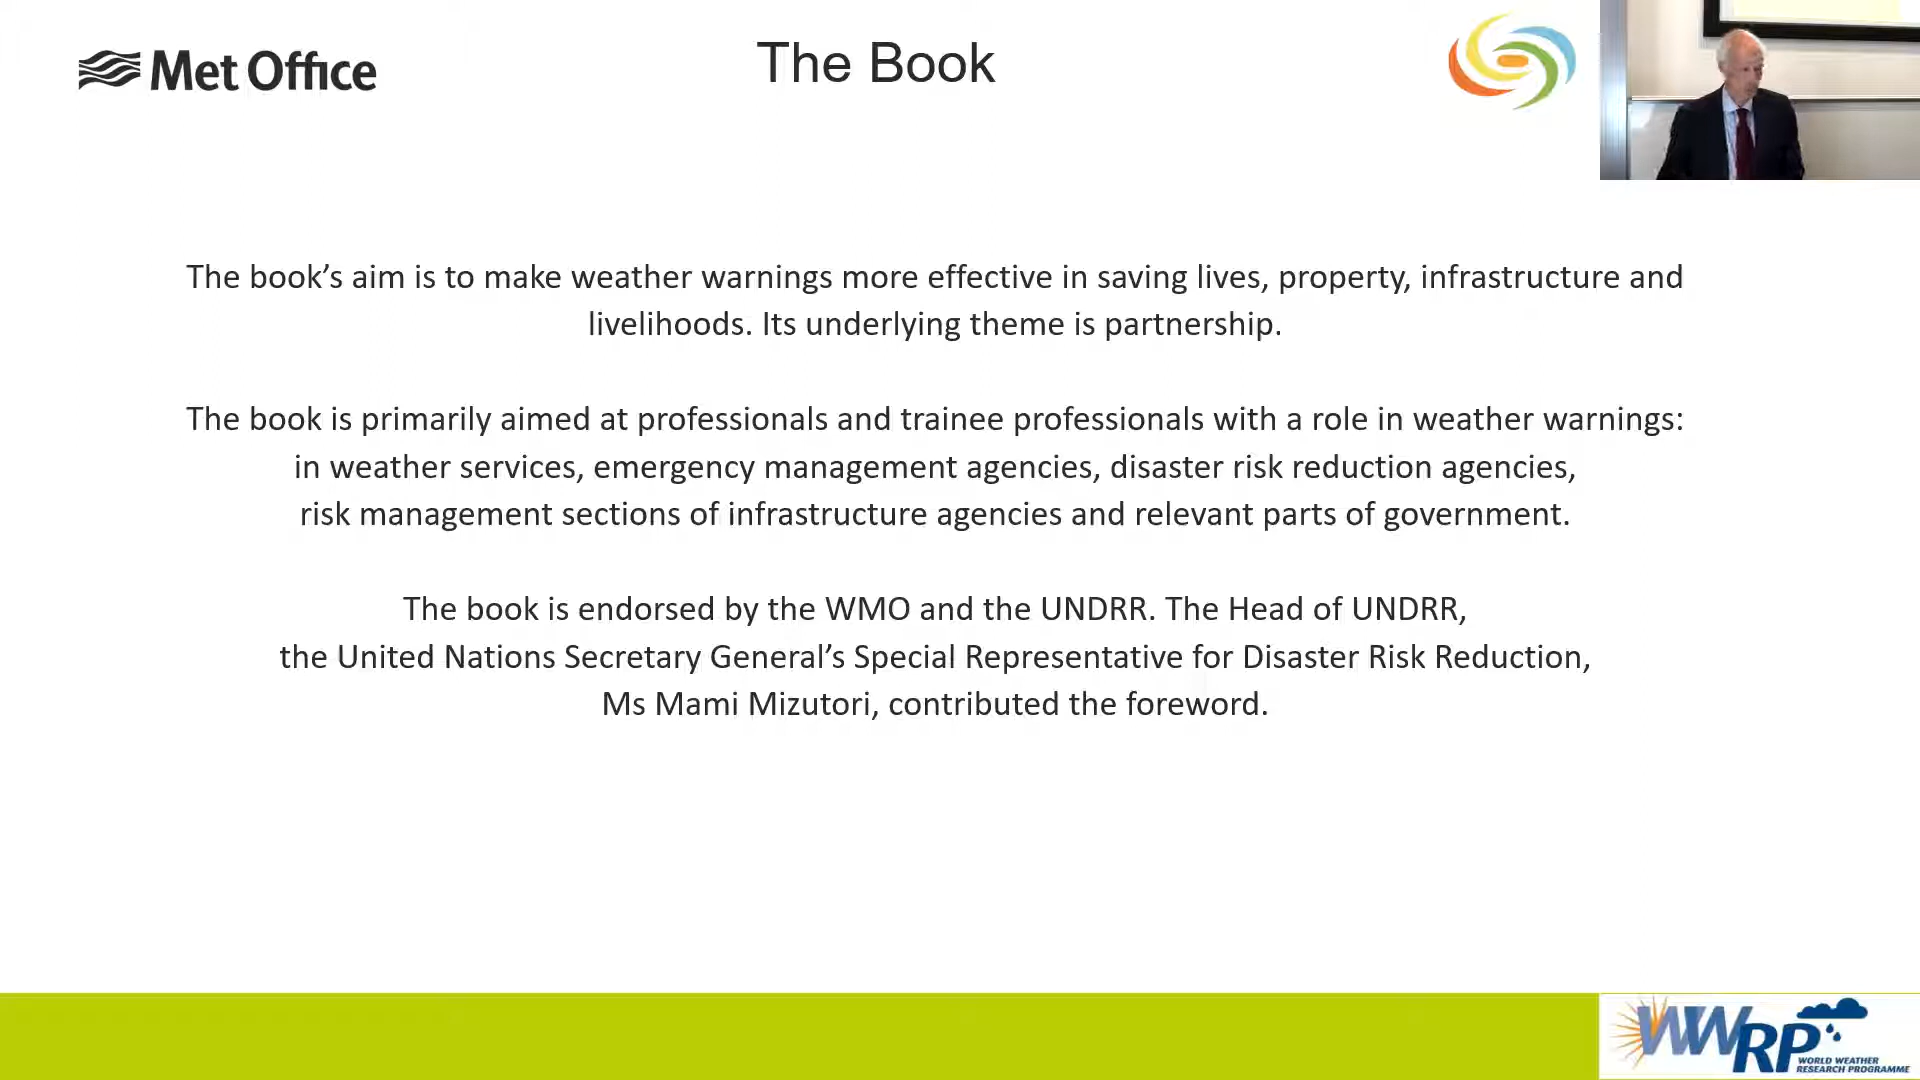 Met Office
The Book
The book’s aim is to make weather warnings more effective in saving lives, property, infrastructure and
livelihoods. Its underlying theme is partnership.
The book is primarily aimed at professionals and trainee professionals with a role in weather warnings:
in weather services, emergency management agencies, disaster risk reduction agencies,
risk management sections of infrastructure agencies and relevant parts of government.
The book is endorsed by the WMO and the UNDRR. The Head of UNDRR,
the United Nations Secretary General’s Special Representative for Disaster Risk Reduction,
Ms Mami Mizutori, contributed the foreword.
WWRP
WORLD WEATHER
RESEARCH PROGRAMME